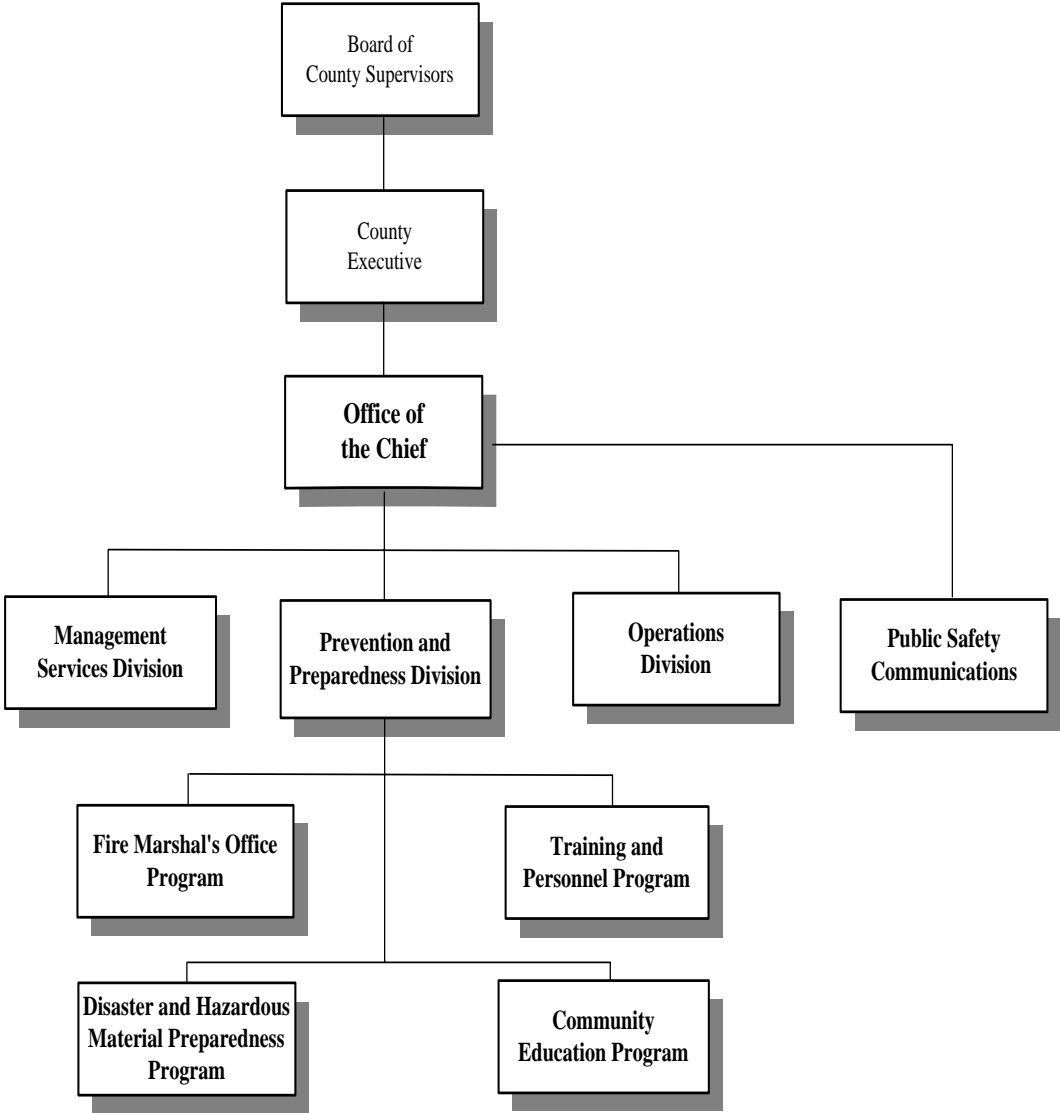 Board of
County Supervisors
County
Executive
Office of
the Chief
Management
Services Division
Prevention and
Preparedness Division
Operations
Division
Public Safety
Communications
Fire Marshal's Office
Program
Training and
Personnel Program
Disaster and Hazardous
Material Preparedness
Program
Community
Education Program